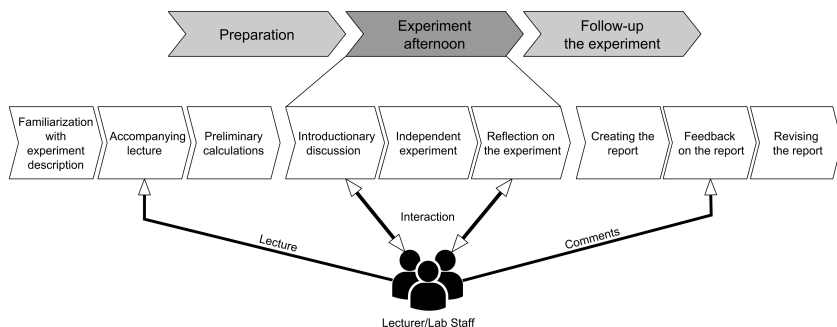 Preparation
Experiment
afternoon
Follow-up
the experiment
Familiarization
with
experiment
description
Accompanying
lecture
Preliminary
calculations
Introductionary
discussion
Independent
experiment
Reflection on
the experiment
Creating the
report
Feedback
on the report
Revising
the report
Interaction
Lecture
Comments
Lecturer/Lab Staff